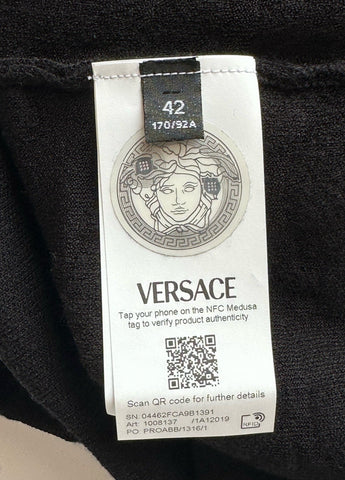 42
170/92A
VERSACE
Tap your phone on the NFC Medusa
tag to verify product authenticity
Scan QR code for further details
SN: 04462FCA9B1391
Art: 1008137 /1A12019
PO: PROABB/1316/1
NFC